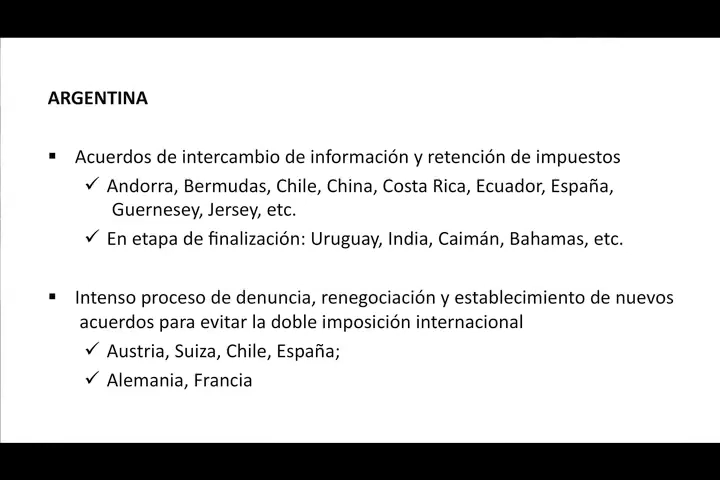 ARGENTINA
▪ Acuerdos de intercambio de información y retención de impuestos
✓ Andorra, Bermudas, Chile, China, Costa Rica, Ecuador, España,
Guernesey, Jersey, etc.
✓ En etapa de finalización: Uruguay, India, Caimán, Bahamas, etc.
▪ Intenso proceso de denuncia, renegociación y establecimiento de nuevos
acuerdos para evitar la doble imposición internacional
✓ Austria, Suiza, Chile, España;
✓ Alemania, Francia